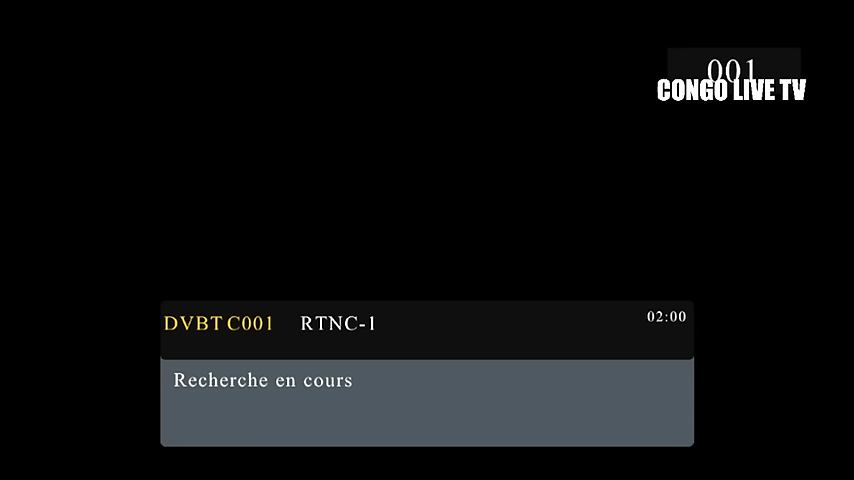 001
CONGO LIVE TV
DVBT C001 RTNC-1 02:00
Recherche en cours